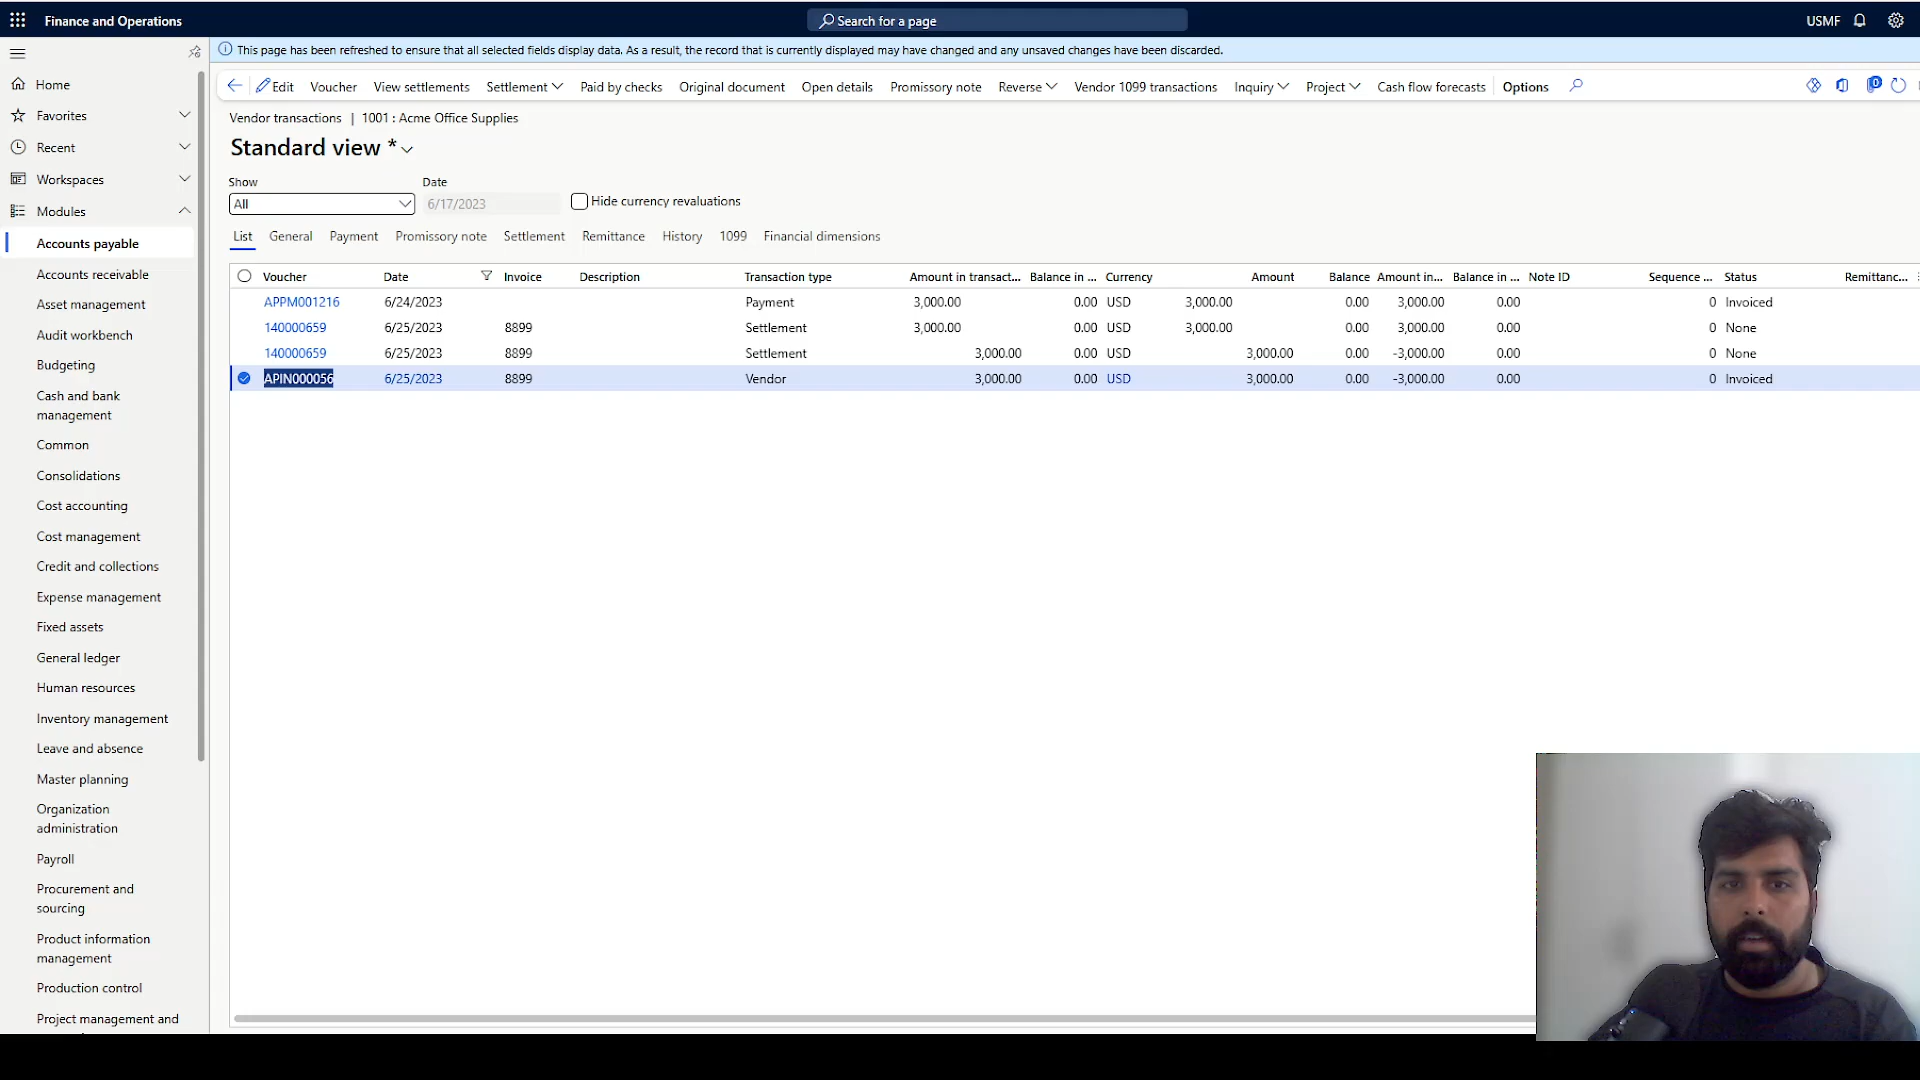 Finance and Operations
Search for a page
USMF
This page has been refreshed to ensure that all selected fields display data. As a result, the record that is currently displayed may have changed and any unsaved changes have been discarded.
Edit Voucher View settlements Settlement Paid by checks Original document Open details Promissory note Reverse Vendor 1099 transactions Inquiry Project Cash flow forecasts Options
0
Vendor transactions | 1001 : Acme Office Supplies
Standard view *
Show Date
All 6/17/2023 Hide currency revaluations
List General Payment Promissory note Settlement Remittance History 1099 Financial dimensions
Voucher Date Invoice Description Transaction type Amount in transact... Balance in ... Currency Amount Balance Amount in... Balance in ... Note ID Sequence ... Status Remittanc...
APPM001216 6/24/2023 Payment 3,000.00 0.00 USD 3,000.00 0.00 3,000.00 0.00 0 Invoiced
140000659 6/25/2023 8899 Settlement 3,000.00 0.00 USD 3,000.00 0.00 3,000.00 0.00 0 None
140000659 6/25/2023 8899 Settlement 3,000.00 0.00 USD 3,000.00 0.00 -3,000.00 0.00 0 None
APIN000056 6/25/2023 8899 Vendor 3,000.00 0.00 USD 3,000.00 0.00 -3,000.00 0.00 0 Invoiced
Home
Favorites
Recent
Workspaces
Modules
Accounts payable
Accounts receivable
Asset management
Audit workbench
Budgeting
Cash and bank
management
Common
Consolidations
Cost accounting
Cost management
Credit and collections
Expense management
Fixed assets
General ledger
Human resources
Inventory management
Leave and absence
Master planning
Organization
administration
Payroll
Procurement and
sourcing
Product information
management
Production control
Project management and